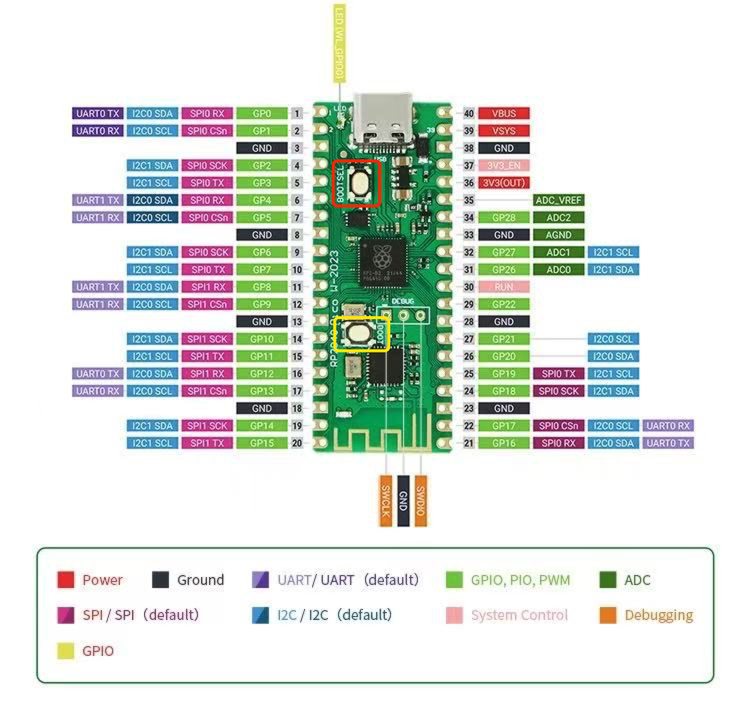 LED (WL_GPIO0)
UART0 TX I2C0 SDA SPI0 RX GP0 1
UART0 RX I2C0 SCL SPI0 CSn GP1 2
GND 3
I2C1 SDA SPI0 SCK GP2 4
I2C1 SCL SPI0 TX GP3 5
UART1 TX I2C0 SDA SPI0 RX GP4 6
UART1 RX I2C0 SCL SPI0 CSn GP5 7
GND 8
I2C1 SDA SPI0 SCK GP6 9
I2C1 SCL SPI0 TX GP7 10
UART1 TX I2C0 SDA SPI1 RX GP8 11
UART1 RX I2C0 SCL SPI1 CSn GP9 12
GND 13
I2C1 SDA SPI1 SCK GP10 14
I2C1 SCL SPI1 TX GP11 15
UART0 TX I2C0 SDA SPI1 RX GP12 16
UART0 RX I2C0 SCL SPI1 CSn GP13 17
GND 18
I2C1 SDA SPI1 SCK GP14 19
I2C1 SCL SPI1 TX GP15 20
LED
1
2
39
USB
BOOTSEL
DEBUG
40 VBUS
39 VSYS
38 GND
37 3V3_EN
36 3V3(OUT)
35 ADC_VREF
34 GP28 ADC2
33 GND AGND
32 GP27 ADC1 I2C1 SCL
31 GP26 ADC0 I2C1 SDA
30 RUN
29 GP22
28 GND
27 GP21 I2C0 SCL
26 GP20 I2C0 SDA
25 GP19 SPI0 TX I2C1 SCL
24 GP18 SPI0 SCK I2C1 SDA
23 GND
22 GP17 SPI0 CSn I2C0 SCL UART0 RX
21 GP16 SPI0 RX I2C0 SDA UART0 TX
SWCLK
GND
SWDIO
Power Ground UART/ UART（default） GPIO, PIO, PWM ADC
SPI / SPI（default） I2C / I2C（default） System Control Debugging
GPIO